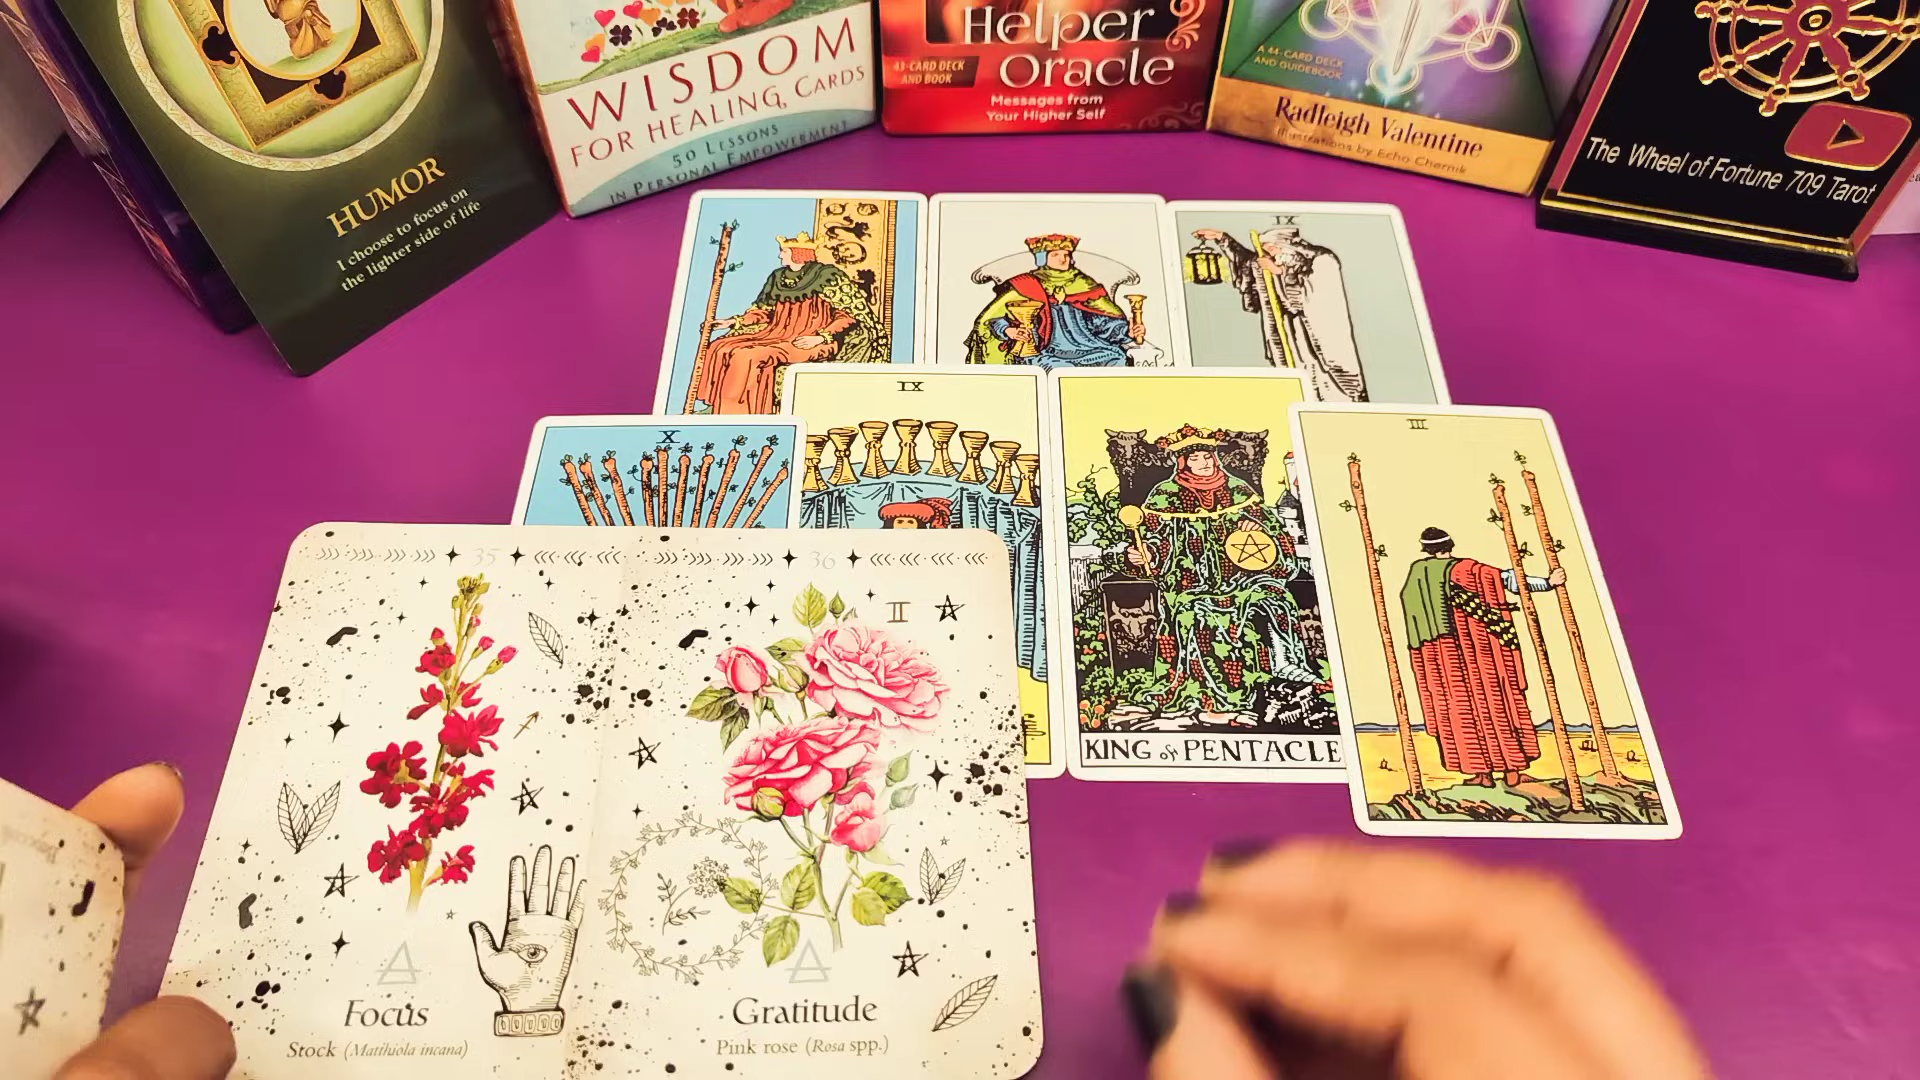 HUMOR
I choose to focus on
the lighter side of life
WISDOM
FOR HEALING CARDS
50 LESSONS
IN PERSONAL EMPOWERMENT
Helper
Oracle
43-CARD DECK
AND BOOK
Messages from
Your Higher Self
A 44-CARD DECK
AND GUIDEBOOK
Radleigh Valentine
Illustrations by Echo Chernik
The Wheel of Fortune 709 Tarot
IX
IX
X
III
KING of PENTACLE
35
36
II
Focus
Stock (Matthiola incana)
Gratitude
Pink rose (Rosa spp.)